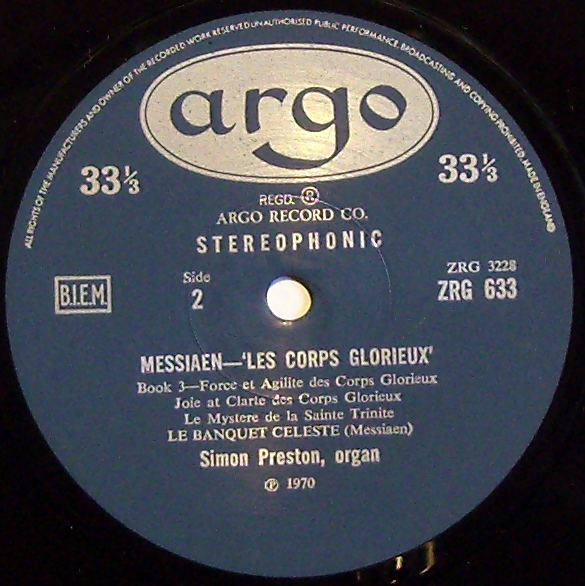 ALL RIGHTS OF THE MANUFACTURERS AND OWNER OF THE RECORDED WORK RESERVED UNAUTHORISED PUBLIC PERFORMANCE, BROADCASTING AND COPYING PROHIBITED. MADE IN ENGLAND
argo
33⅓ 33⅓
REGD. ®
ARGO RECORD CO.
STEREOPHONIC
Side
2
B.I.E.M.
ZRG 3228
ZRG 633
MESSIAEN—'LES CORPS GLORIEUX'
Book 3—Force et Agilite des Corps Glorieux
Joie at Clarte des Corps Glorieux
Le Mystere de la Sainte Trinite
LE BANQUET CELESTE (Messiaen)
Simon Preston, organ
℗ 1970